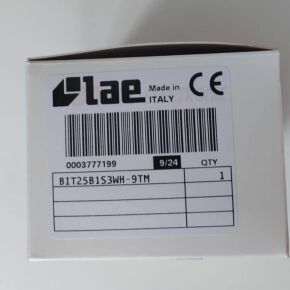 lae Made in
ITALY CE
0003777199 9/24 QTY
BIT25B1S3WH-9TM 1